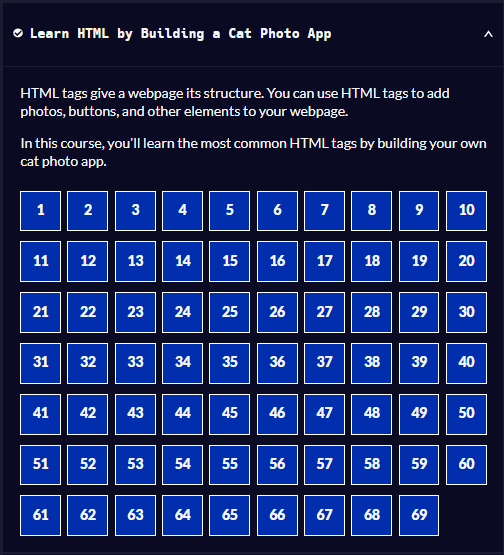 Learn HTML by Building a Cat Photo App
HTML tags give a webpage its structure. You can use HTML tags to add
photos, buttons, and other elements to your webpage.
In this course, you'll learn the most common HTML tags by building your own
cat photo app.
1 2 3 4 5 6 7 8 9 10
11 12 13 14 15 16 17 18 19 20
21 22 23 24 25 26 27 28 29 30
31 32 33 34 35 36 37 38 39 40
41 42 43 44 45 46 47 48 49 50
51 52 53 54 55 56 57 58 59 60
61 62 63 64 65 66 67 68 69